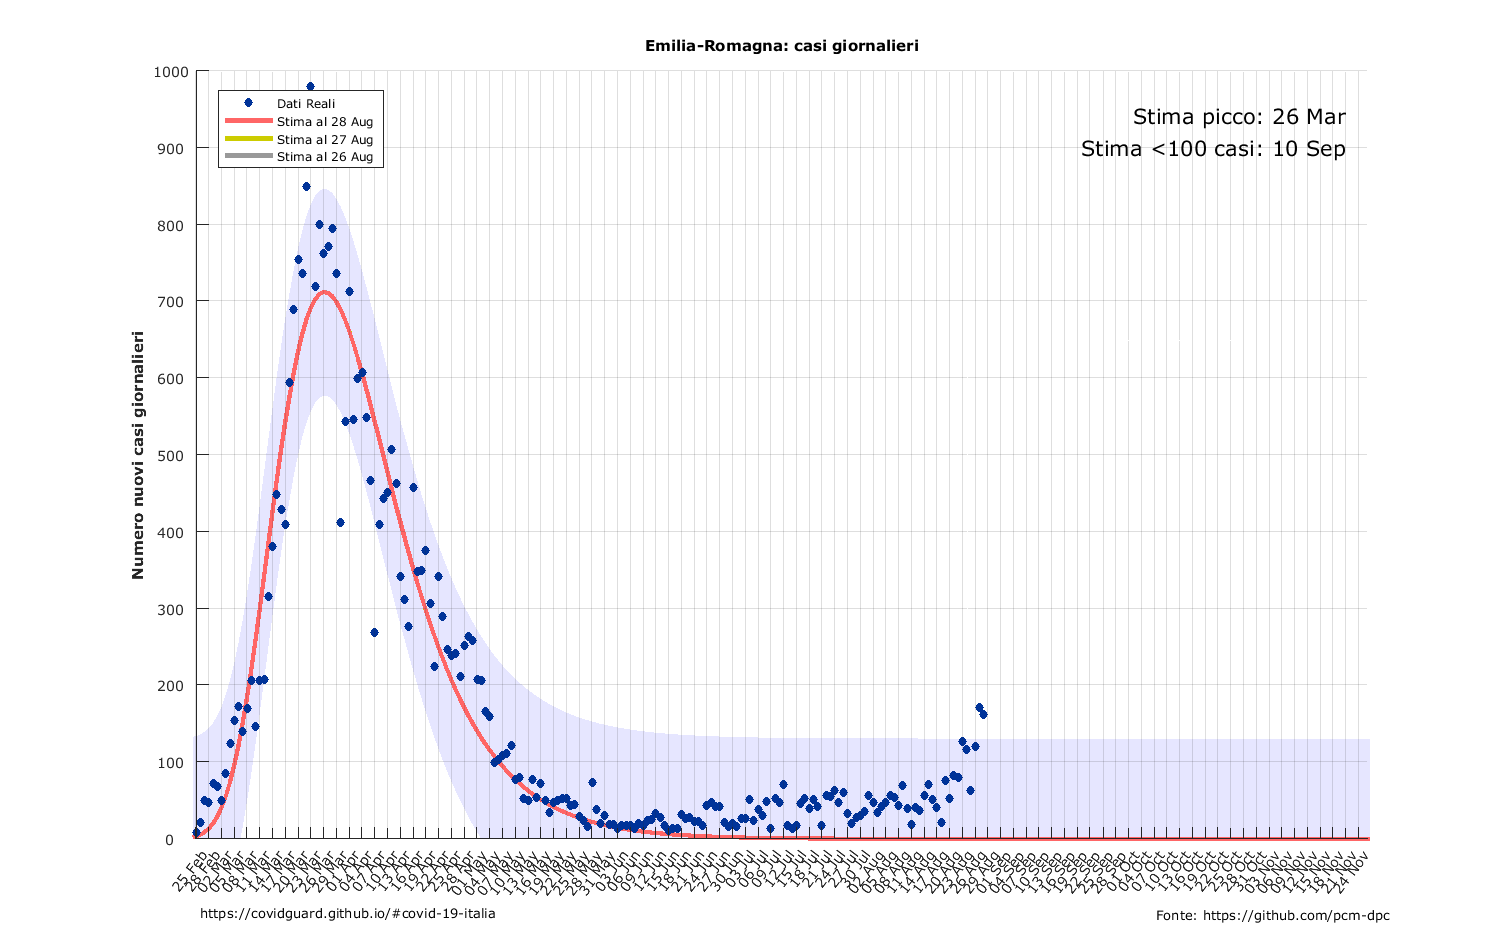 Emilia-Romagna: casi giornalieri
Stima picco: 26 Mar
Stima <100 casi: 10 Sep
Dati Reali
Stima al 28 Aug
Stima al 27 Aug
Stima al 26 Aug
Numero nuovi casi giornalieri
1000
900
800
700
600
500
400
300
200
100
0
25 Feb
28 Feb
02 Mar
05 Mar
08 Mar
11 Mar
14 Mar
17 Mar
20 Mar
23 Mar
26 Mar
29 Mar
01 Apr
04 Apr
07 Apr
10 Apr
13 Apr
16 Apr
19 Apr
22 Apr
25 Apr
28 Apr
01 May
04 May
07 May
10 May
13 May
16 May
19 May
22 May
25 May
28 May
31 May
03 Jun
06 Jun
09 Jun
12 Jun
15 Jun
18 Jun
21 Jun
24 Jun
27 Jun
30 Jun
03 Jul
06 Jul
09 Jul
12 Jul
15 Jul
18 Jul
21 Jul
24 Jul
27 Jul
30 Jul
02 Aug
05 Aug
08 Aug
11 Aug
14 Aug
17 Aug
20 Aug
23 Aug
26 Aug
29 Aug
01 Sep
04 Sep
07 Sep
10 Sep
13 Sep
16 Sep
19 Sep
22 Sep
25 Sep
28 Sep
01 Oct
04 Oct
07 Oct
10 Oct
13 Oct
16 Oct
19 Oct
22 Oct
25 Oct
28 Oct
31 Oct
03 Nov
06 Nov
09 Nov
12 Nov
15 Nov
18 Nov
21 Nov
24 Nov
https://covidguard.github.io/#covid-19-italia
Fonte: https://github.com/pcm-dpc